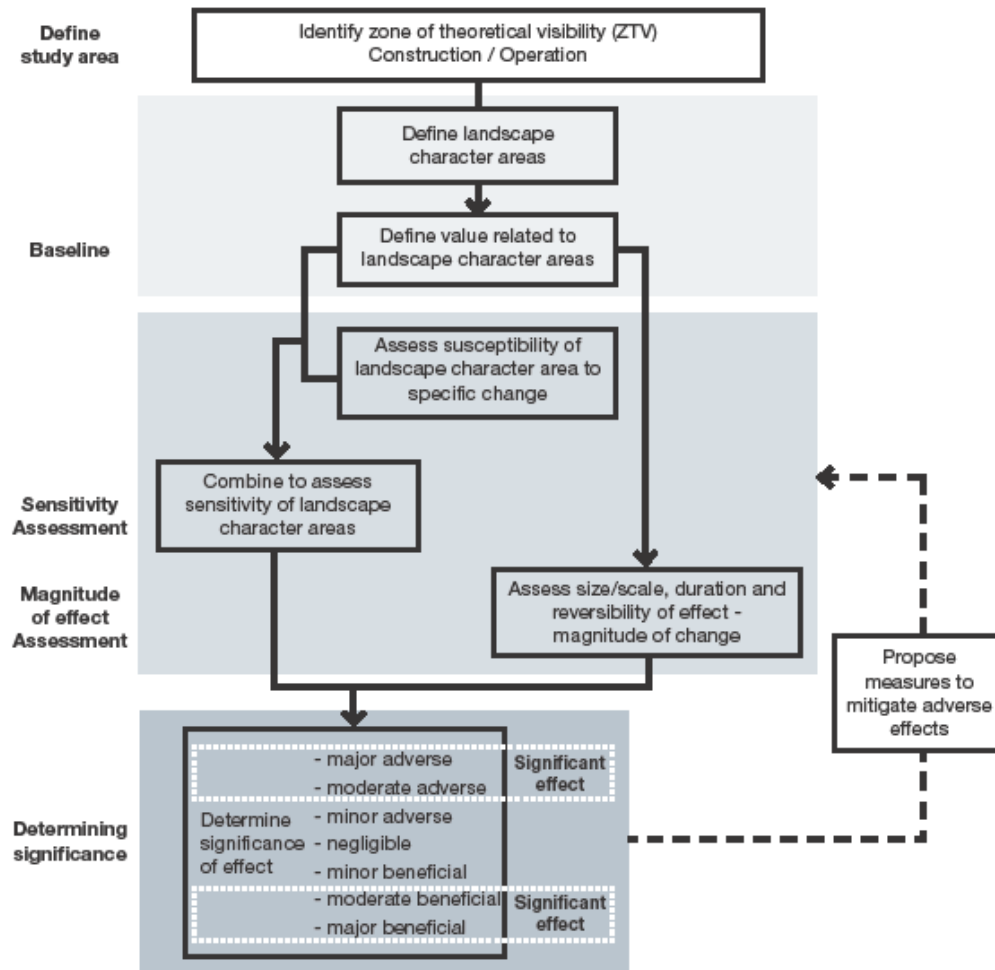 Define
study area
Identify zone of theoretical visibility (ZTV)
Construction / Operation
Define landscape
character areas
Baseline
Define value related to
landscape character areas
Assess susceptibility of
landscape character area to
specific change
Sensitivity
Assessment
Combine to assess
sensitivity of landscape
character areas
Magnitude
of effect
Assessment
Assess size/scale, duration and
reversibility of effect -
magnitude of change
Propose
measures to
mitigate adverse
effects
Determining
significance
Determine
significance
of effect
- major adverse
- moderate adverse
- minor adverse
- negligible
- minor beneficial
- moderate beneficial
- major beneficial
Significant
effect
Significant
effect